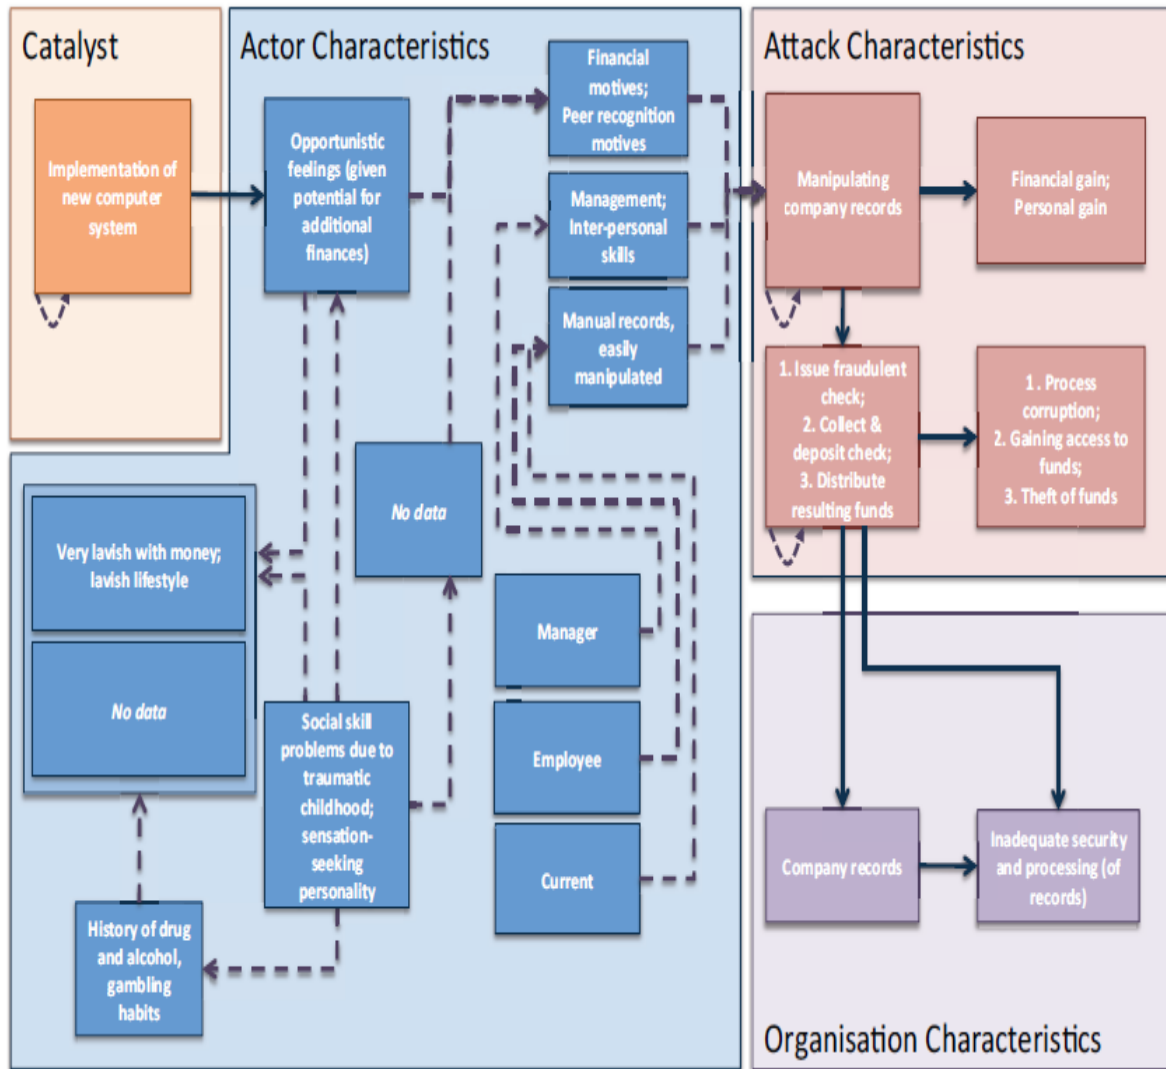 Catalyst
Implementation of
new computer
system
Actor Characteristics
Opportunistic
feelings (given
potential for
additional
finances)
Financial
motives;
Peer recognition
motives
Management;
Inter-personal
skills
Manual records,
easily
manipulated
No data
Very lavish with money;
lavish lifestyle
No data
Social skill
problems due to
traumatic
childhood;
sensation-
seeking
personality
History of drug
and alcohol,
gambling
habits
Manager
Employee
Current
Attack Characteristics
Manipulating
company records
Financial gain;
Personal gain
1. Issue fraudulent
check;
2. Collect &
deposit check;
3. Distribute
resulting funds
1 . Process
corruption;
2. Gaining access to
funds;
3. Theft of funds
Company records
Inadequate security
and processing (of
records)
Organisation Characteristics